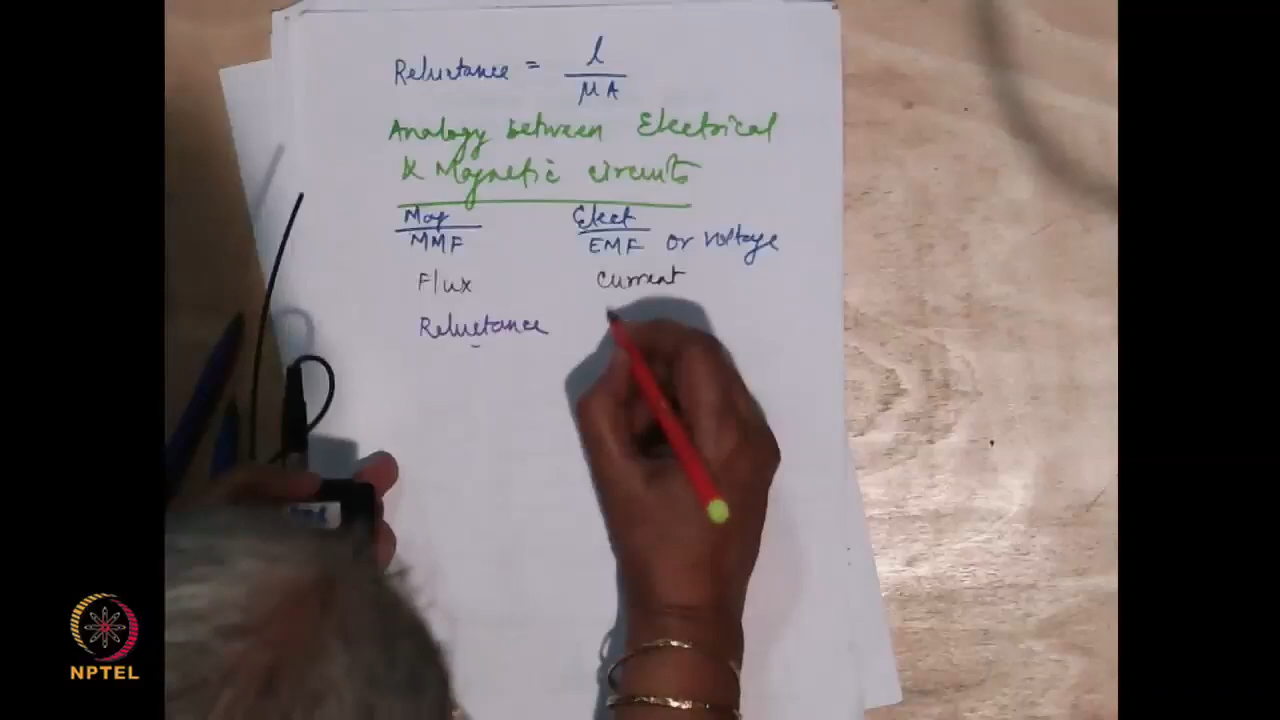 Reluctance = l / μA
Analogy between Electrical
& Magnetic circuits
Mag Elect
MMF EMF or voltage
Flux current
Reluctance
NPTEL